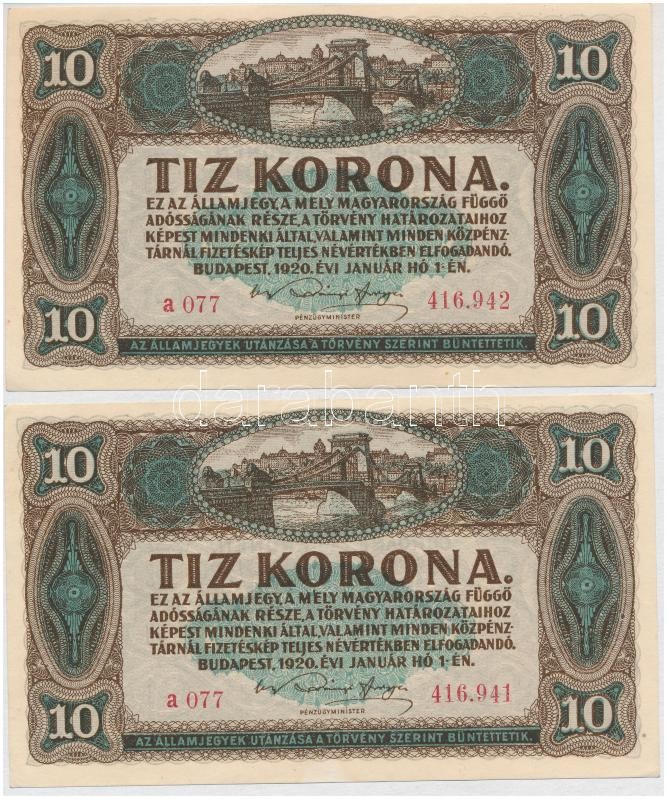 10 10
TIZ KORONA.
EZ AZ ÁLLAMJEGY, A MELY MAGYARORSZÁG FÜGGŐ
ADÓSSÁGÁNAK RÉSZE, A TÖRVÉNY HATÁROZATAIHOZ
KÉPEST MINDENKI ÁLTAL, VALAMINT MINDEN KÖZPÉNZ-
TÁRNÁL FIZETÉSKÉP TELJES NÉVÉRTÉKBEN ELFOGADANDÓ.
BUDAPEST, 1920. ÉVI JANUÁR HÓ 1-ÉN.
a 077 416.942
PÉNZÜGYMINISTER
10 10
AZ ÁLLAMJEGYEK UTÁNZÁSA A TÖRVÉNY SZERINT BÜNTETTETIK.
darabanth
10 10
TIZ KORONA.
EZ AZ ÁLLAMJEGY, A MELY MAGYARORSZÁG FÜGGŐ
ADÓSSÁGÁNAK RÉSZE, A TÖRVÉNY HATÁROZATAIHOZ
KÉPEST MINDENKI ÁLTAL, VALAMINT MINDEN KÖZPÉNZ-
TÁRNÁL FIZETÉSKÉP TELJES NÉVÉRTÉKBEN ELFOGADANDÓ.
BUDAPEST, 1920. ÉVI JANUÁR HÓ 1-ÉN.
a 077 416.941
PÉNZÜGYMINISTER
10 10
AZ ÁLLAMJEGYEK UTÁNZÁSA A TÖRVÉNY SZERINT BÜNTETTETIK.